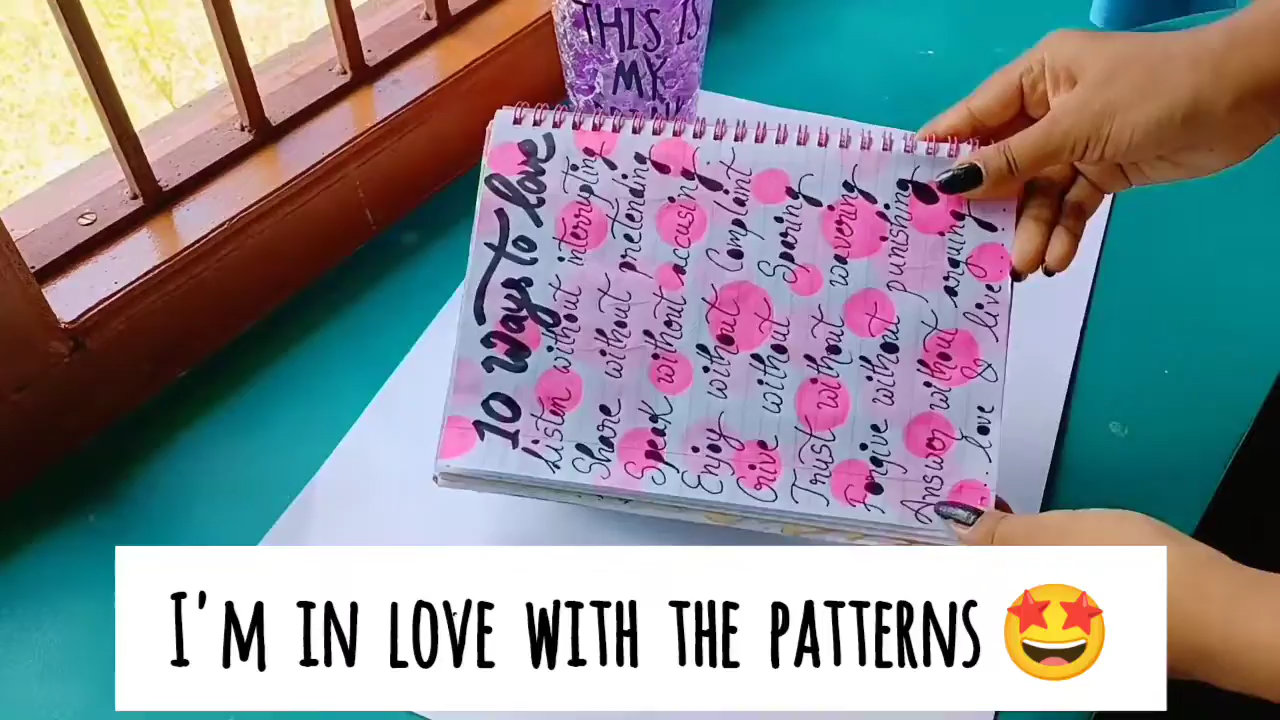 THIS IS
MY
10 ways to love
Listen without interrupting
Share without pretending
Speak without accusing
Enjoy without Complaint
Give without Sparing
Trust without wavering
Forgive without punishing
Answer without arguing
love & live
I'M IN LOVE WITH THE PATTERNS 🤩